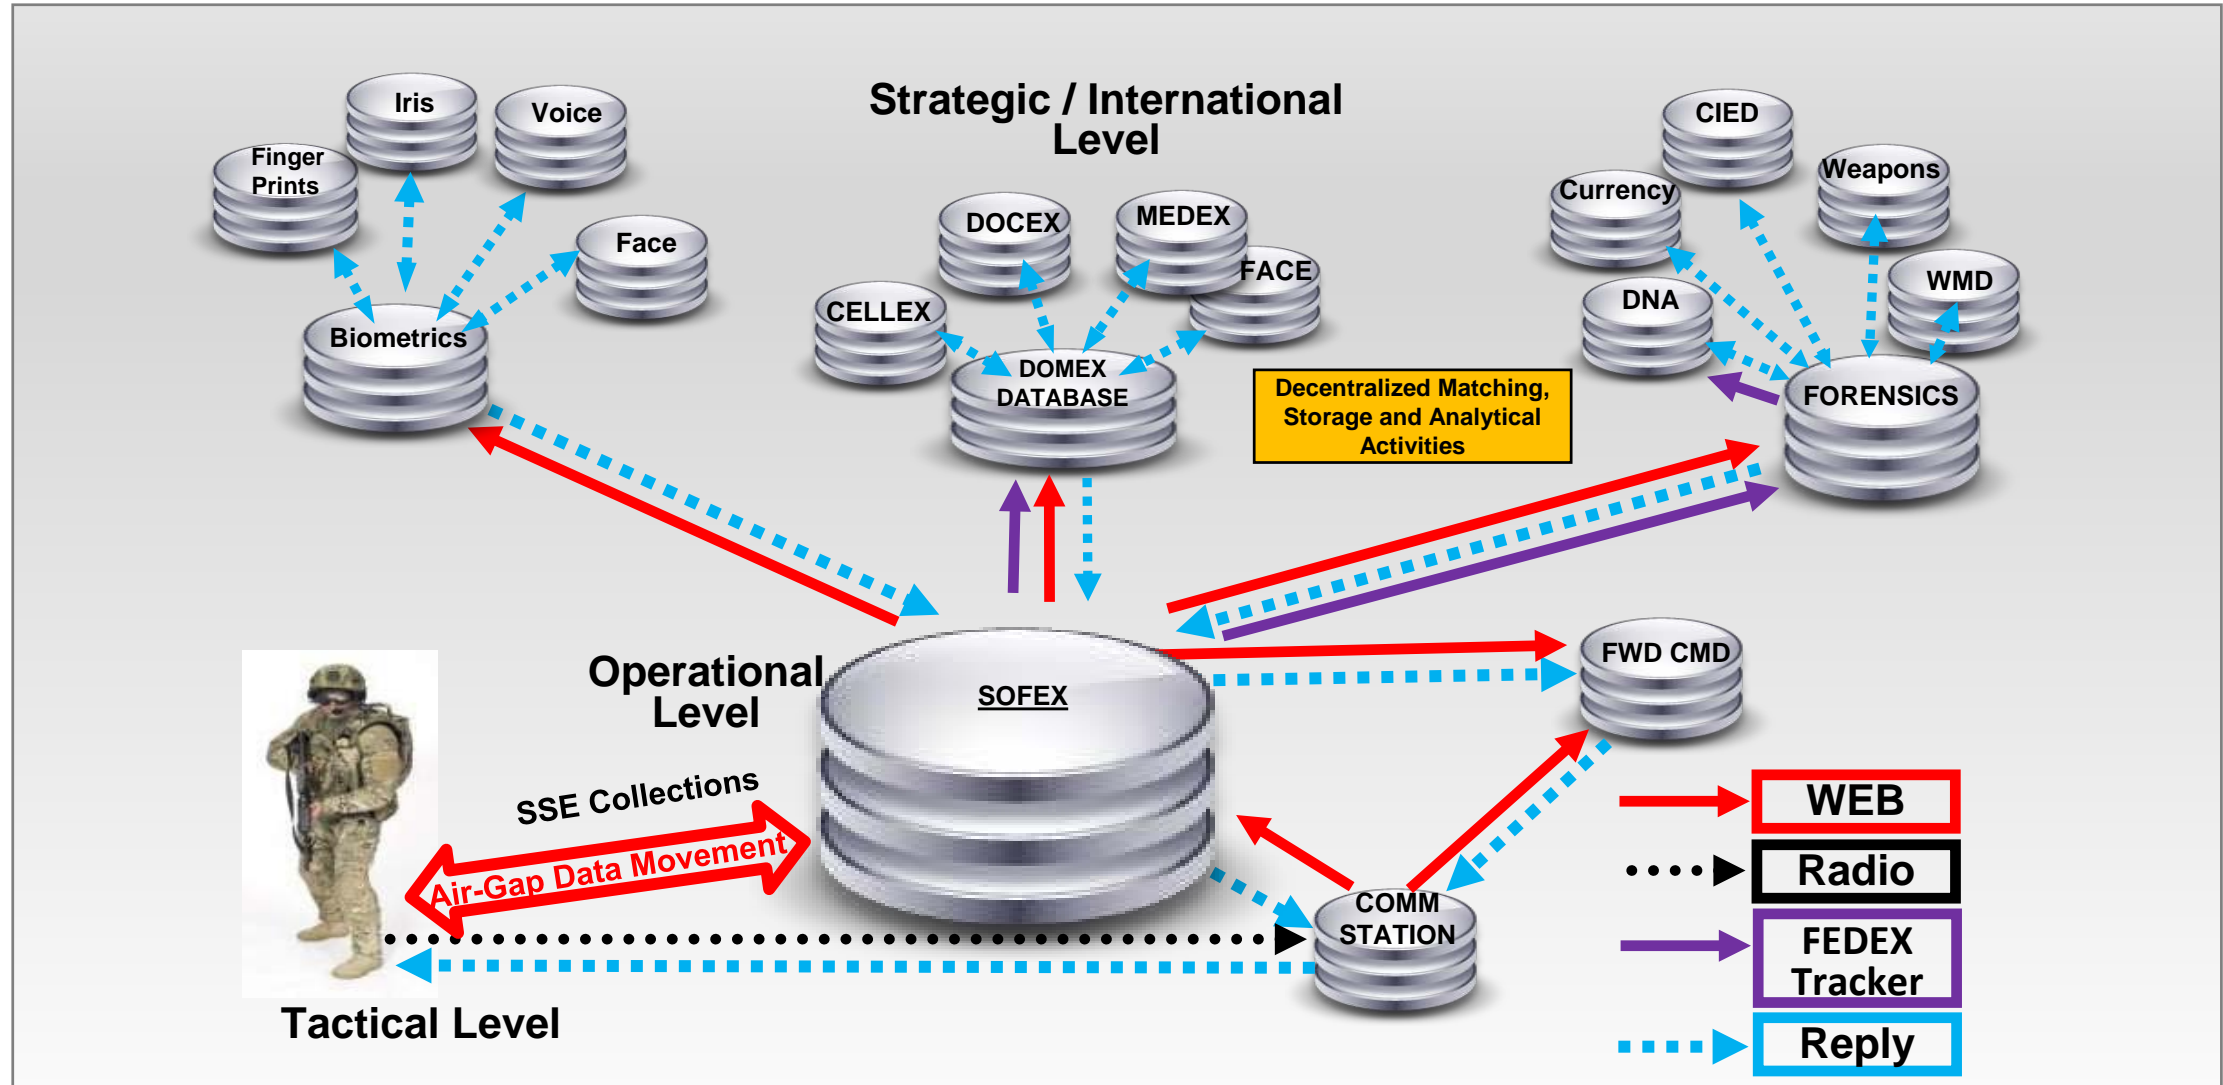 Iris
Voice
Finger
Prints
Face
Biometrics
Strategic / International
Level
DOCEX
MEDEX
FACE
CELLEX
DOMEX
DATABASE
CIED
Weapons
Currency
WMD
DNA
FORENSICS
Decentralized Matching,
Storage and Analytical
Activities
Operational
Level
SOFEX
FWD CMD
SSE Collections
Air-Gap Data Movement
COMM
STATION
Tactical Level
WEB
Radio
FEDEX
Tracker
Reply